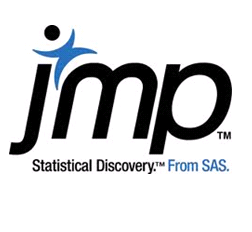 jmp™
Statistical Discovery.™ From SAS.